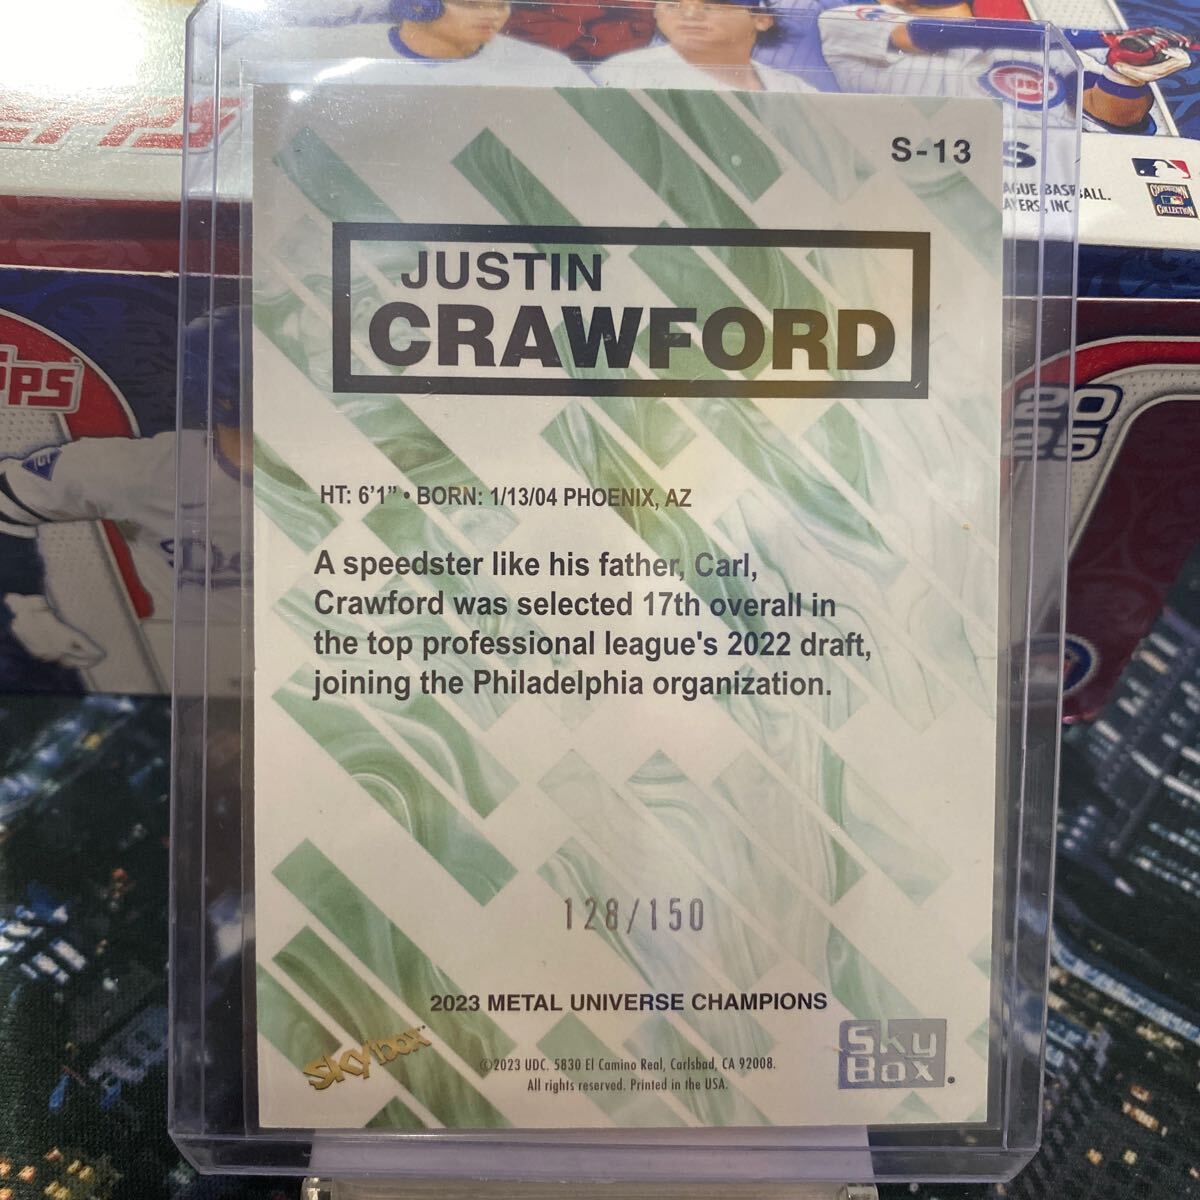 S-13
JUSTIN
CRAWFORD
HT: 6'1" • BORN: 1/13/04 PHOENIX, AZ
A speedster like his father, Carl,
Crawford was selected 17th overall in
the top professional league's 2022 draft,
joining the Philadelphia organization.
128/150
2023 METAL UNIVERSE CHAMPIONS
skybox™
©2023 UDC. 5830 El Camino Real, Carlsbad, CA 92008.
All rights reserved. Printed in the USA.
Sky
Box
20
25